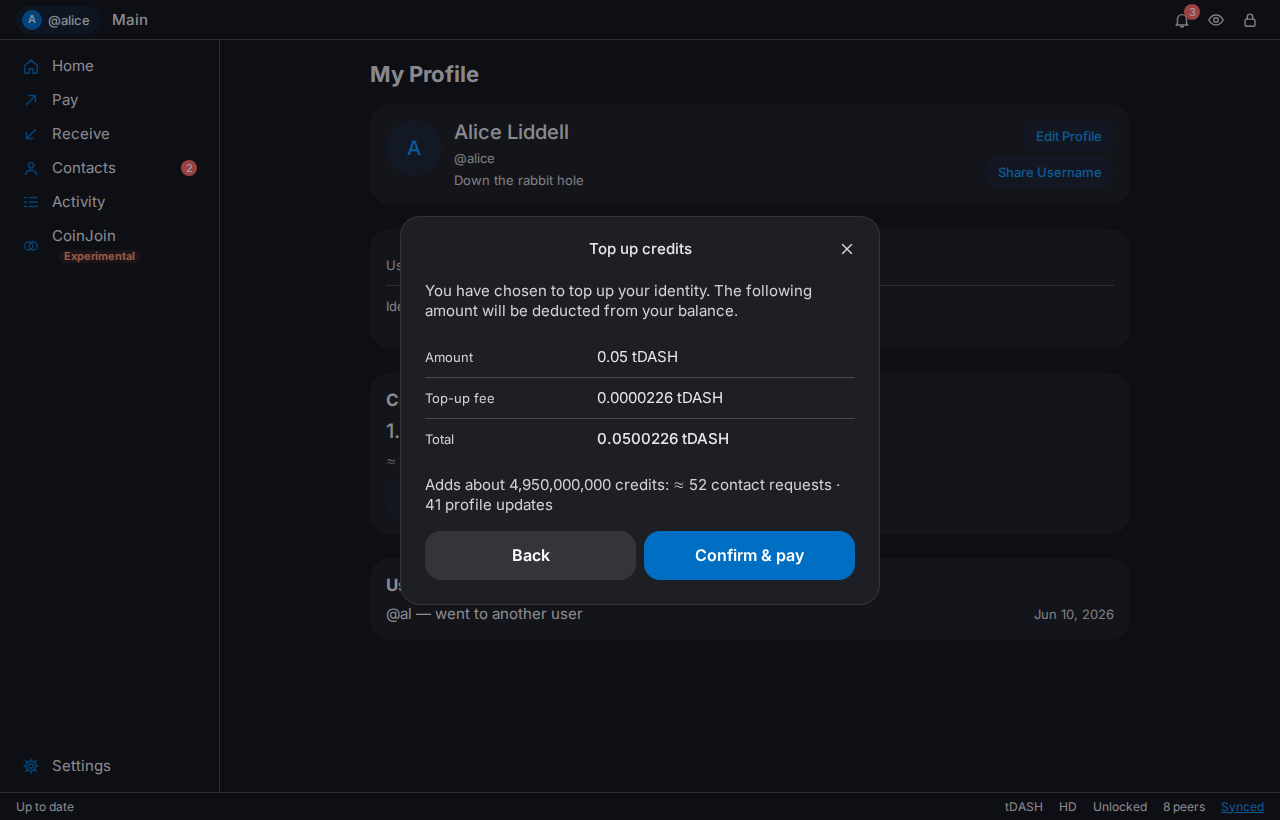 A @alice Main 3
Home
Pay
Receive
Contacts 2
Activity
CoinJoin
Experimental
Settings
My Profile
A
Alice Liddell
@alice
Down the rabbit hole
Edit Profile
Share Username
Top up credits
You have chosen to top up your identity. The following
amount will be deducted from your balance.
Amount 0.05 tDASH
Top-up fee 0.0000226 tDASH
Total 0.0500226 tDASH
Adds about 4,950,000,000 credits: ≈ 52 contact requests ·
41 profile updates
Back Confirm & pay
@al — went to another user Jun 10, 2026
Up to date tDASH HD Unlocked 8 peers Synced